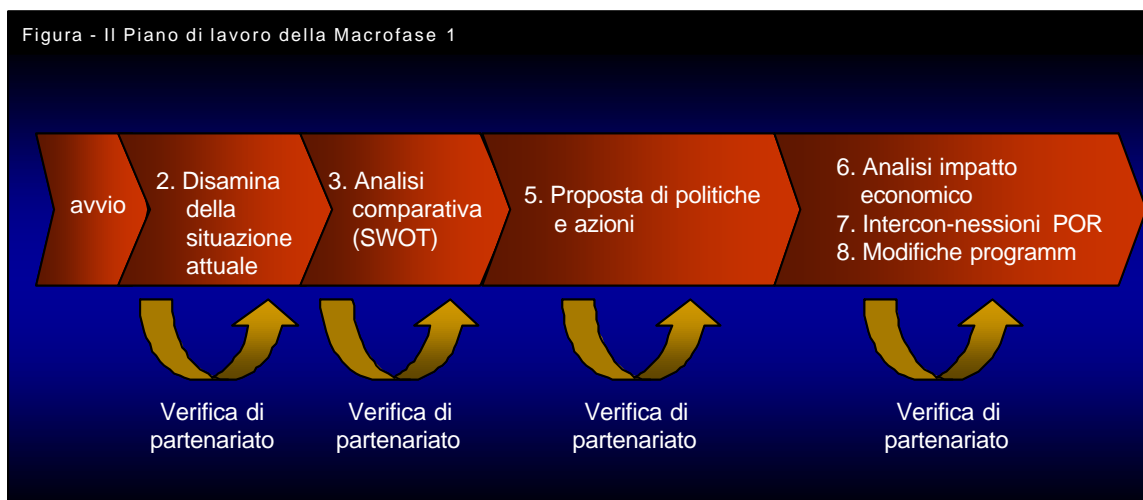 Figura - Il Piano di lavoro della Macrofase 1
avvio
2. Disamina
della
situazione
attuale
3. Analisi
comparativa
(SWOT)
5. Proposta di politiche
e azioni
6. Analisi impatto
economico
7. Intercon-nessioni POR
8. Modifiche programm
Verifica di
partenariato
Verifica di
partenariato
Verifica di
partenariato
Verifica di
partenariato